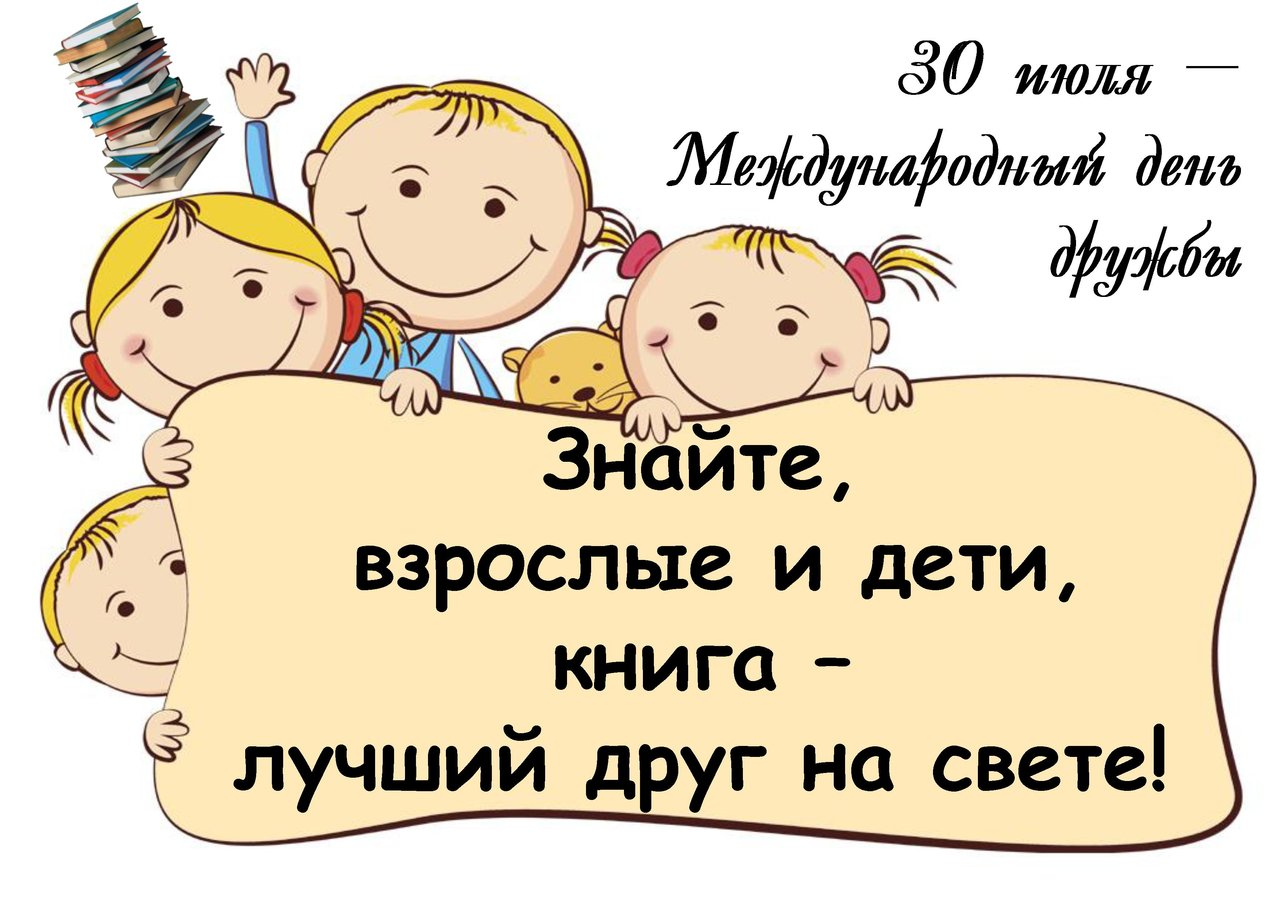 30 июля —
Международный день
дружбы
Знайте,
взрослые и дети,
книга –
лучший друг на свете!